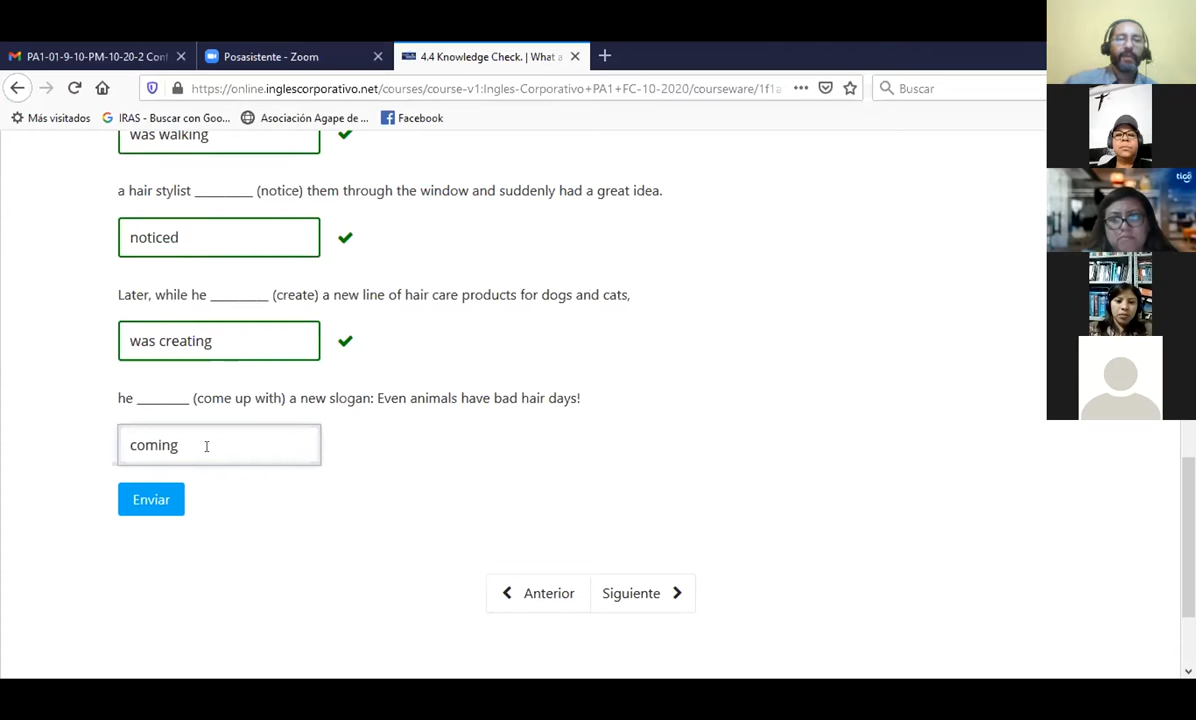 PA1-01-9-10-PM-10-20-2 Conf
Posasistente - Zoom
4.4 Knowledge Check. | What a
https://online.inglescorporativo.net/courses/course-v1:Ingles-Corporativo+PA1+FC-10-2020/courseware/1f1a
Buscar
Más visitados
IRAS - Buscar con Goo...
Asociación Agape de ...
Facebook
tigo
was walking
a hair stylist _________ (notice) them through the window and suddenly had a great idea.
noticed
Later, while he _________ (create) a new line of hair care products for dogs and cats,
was creating
he ________ (come up with) a new slogan: Even animals have bad hair days!
coming
Enviar
Anterior
Siguiente